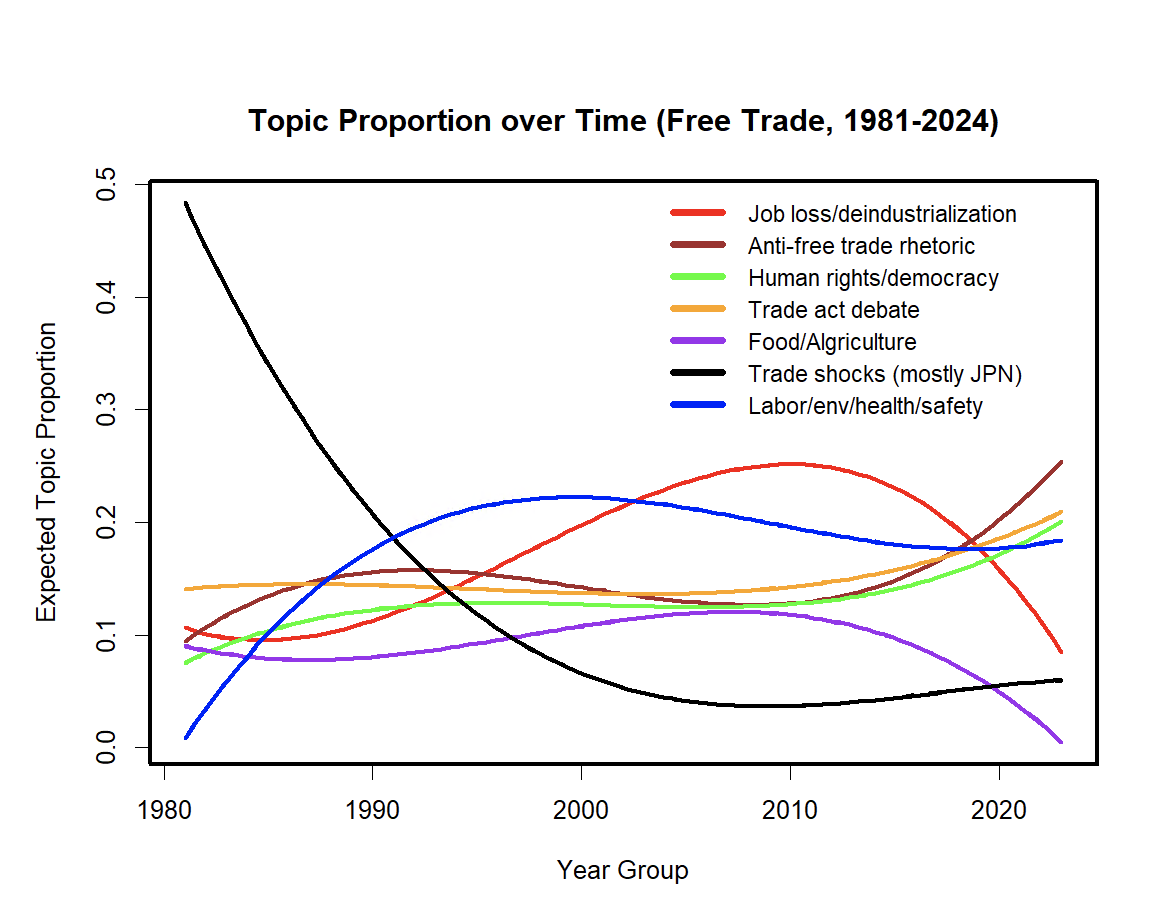 Topic Proportion over Time (Free Trade, 1981-2024)
Expected Topic Proportion
0.5
0.4
0.3
0.2
0.1
0.0
Job loss/deindustrialization
Anti-free trade rhetoric
Human rights/democracy
Trade act debate
Food/Algriculture
Trade shocks (mostly JPN)
Labor/env/health/safety
1980
1990
2000
2010
2020
Year Group